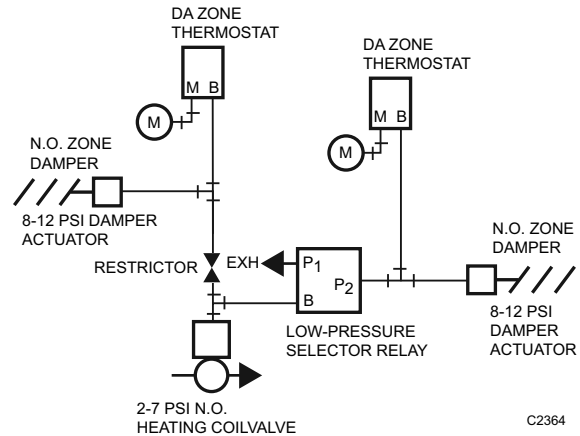 DA ZONE
THERMOSTAT
M B
M
N.O. ZONE
DAMPER
8-12 PSI DAMPER
ACTUATOR
DA ZONE
THERMOSTAT
M B
M
RESTRICTOR
EXH
P1
P2
B
LOW-PRESSURE
SELECTOR RELAY
N.O. ZONE
DAMPER
8-12 PSI
DAMPER
ACTUATOR
2-7 PSI N.O.
HEATING COILVALVE
C2364